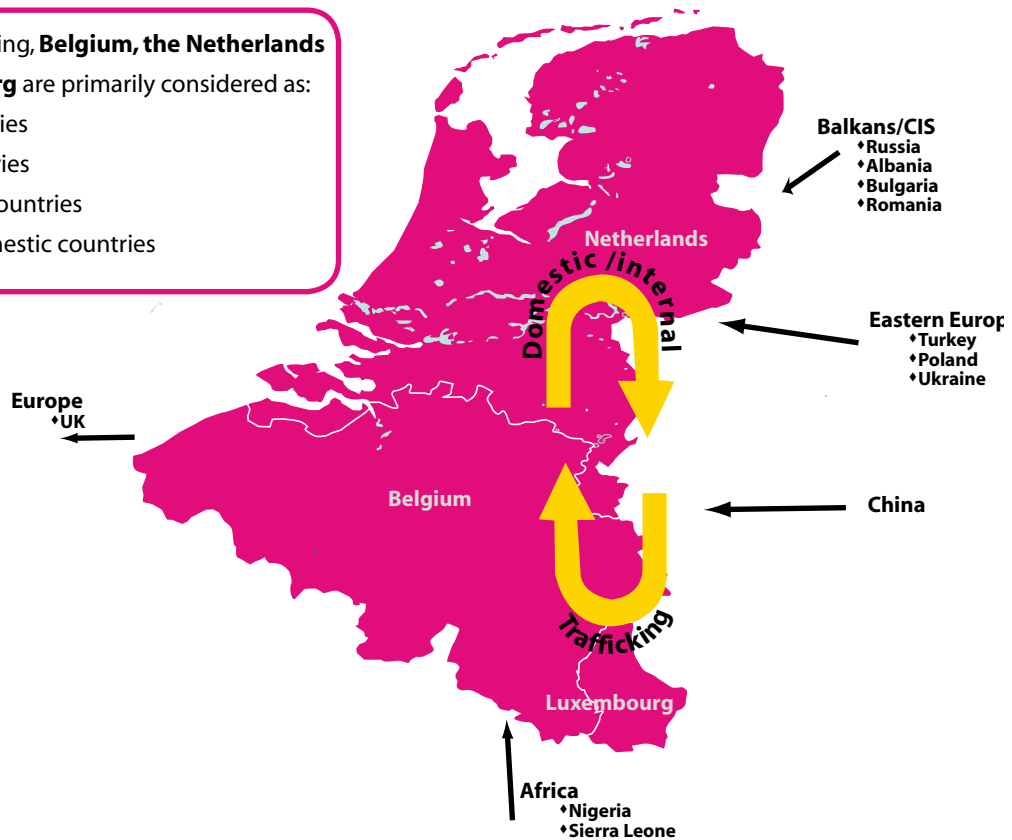 ing, Belgium, the Netherlands
rg are primarily considered as:
ies
ries
ountries
nestic countries
Balkans/CIS
♦Russia
♦Albania
♦Bulgaria
♦Romania
Netherlands
Domestic /internal
Eastern Europ
♦Turkey
♦Poland
♦Ukraine
Europe
♦UK
Belgium
China
Trafficking
Luxembourg
Africa
♦Nigeria
♦Sierra Leone